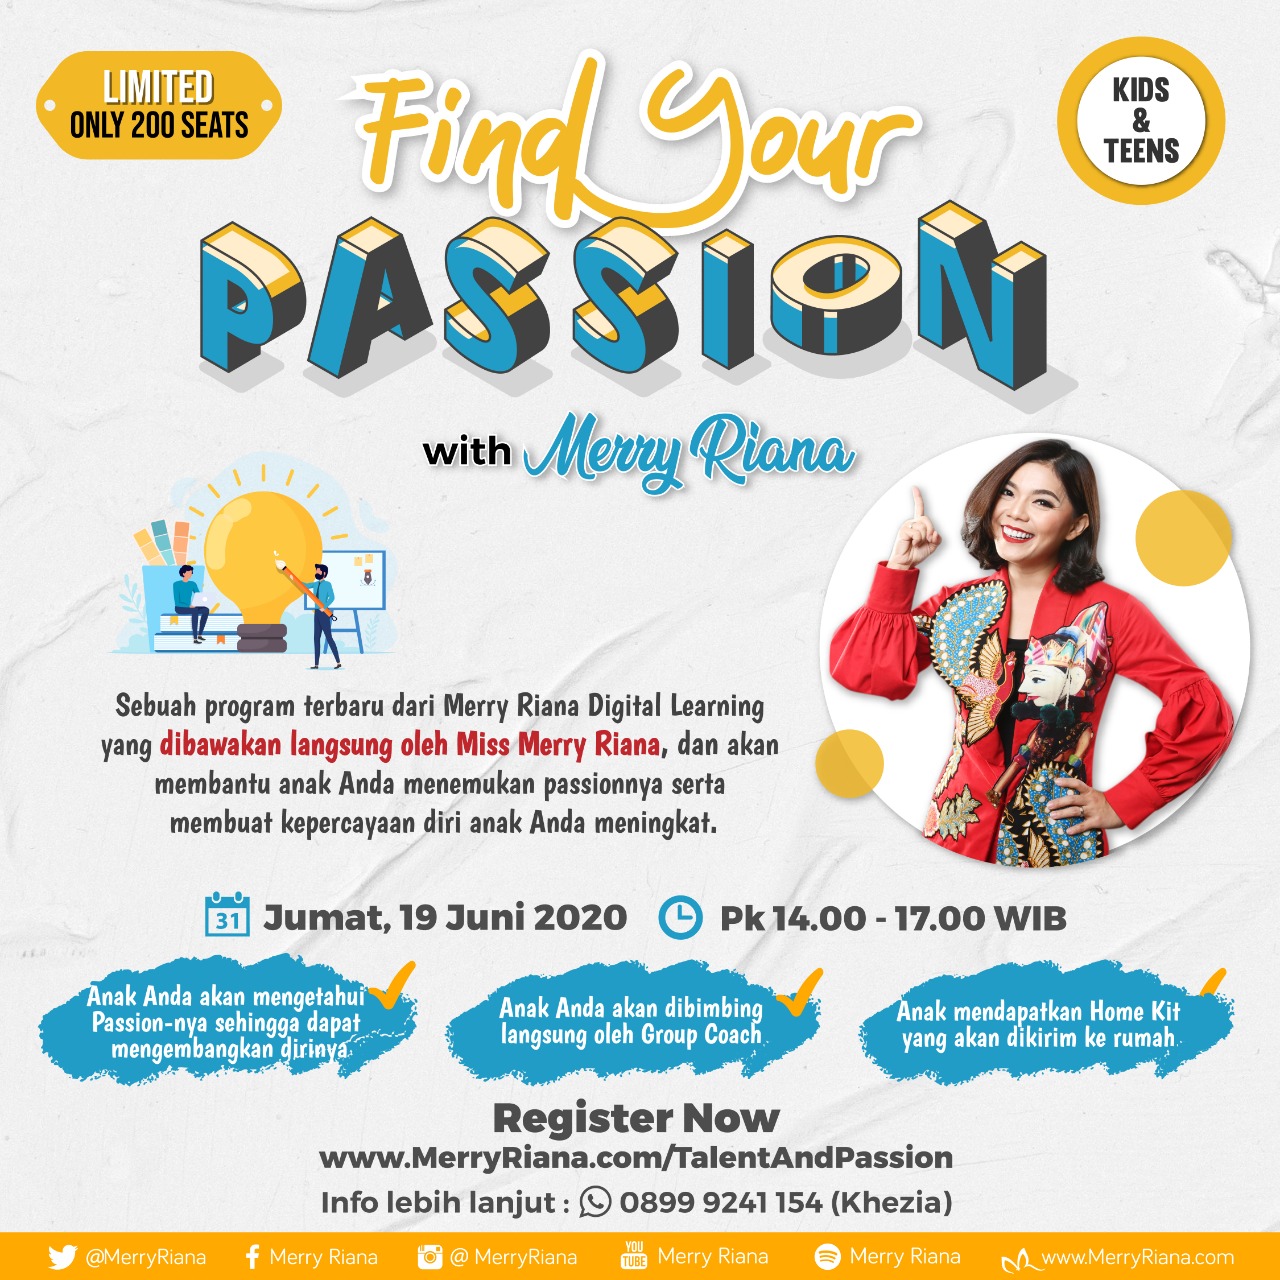 LIMITED
ONLY 200 SEATS
KIDS
&
TEENS
Find Your
PASSION
with Merry Riana
Sebuah program terbaru dari Merry Riana Digital Learning
yang dibawakan langsung oleh Miss Merry Riana, dan akan
membantu anak Anda menemukan passionnya serta
membuat kepercayaan diri anak Anda meningkat.
31 Jumat, 19 Juni 2020
Pk 14.00 - 17.00 WIB
Anak Anda akan mengetahui
Passion-nya sehingga dapat
mengembangkan dirinya
Anak Anda akan dibimbing
langsung oleh Group Coach
Anak mendapatkan Home Kit
yang akan dikirim ke rumah
Register Now
www.MerryRiana.com/TalentAndPassion
Info lebih lanjut : 0899 9241 154 (Khezia)
@MerryRiana
Merry Riana
@ MerryRiana
YOU
TUBE
Merry Riana
Merry Riana
www.MerryRiana.com